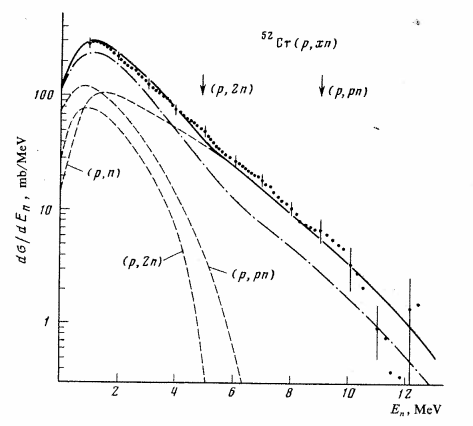 ⁵²Cr(p,xn)
(p,2n)
(p,pn)
dσ/dEₙ, mb/MeV
100
10
1
(p,n)
(p,2n)
(p,pn)
2
4
6
8
10
12
Eₙ, MeV